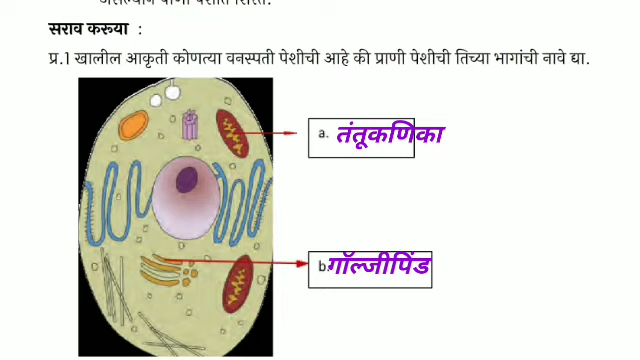 सराव करूया :
प्र.1 खालील आकृती कोणत्या वनस्पती पेशीची आहे की प्राणी पेशीची तिच्या भागांची नावे द्या.
a. तंतूकणिका
b. गॉल्जीपिंड